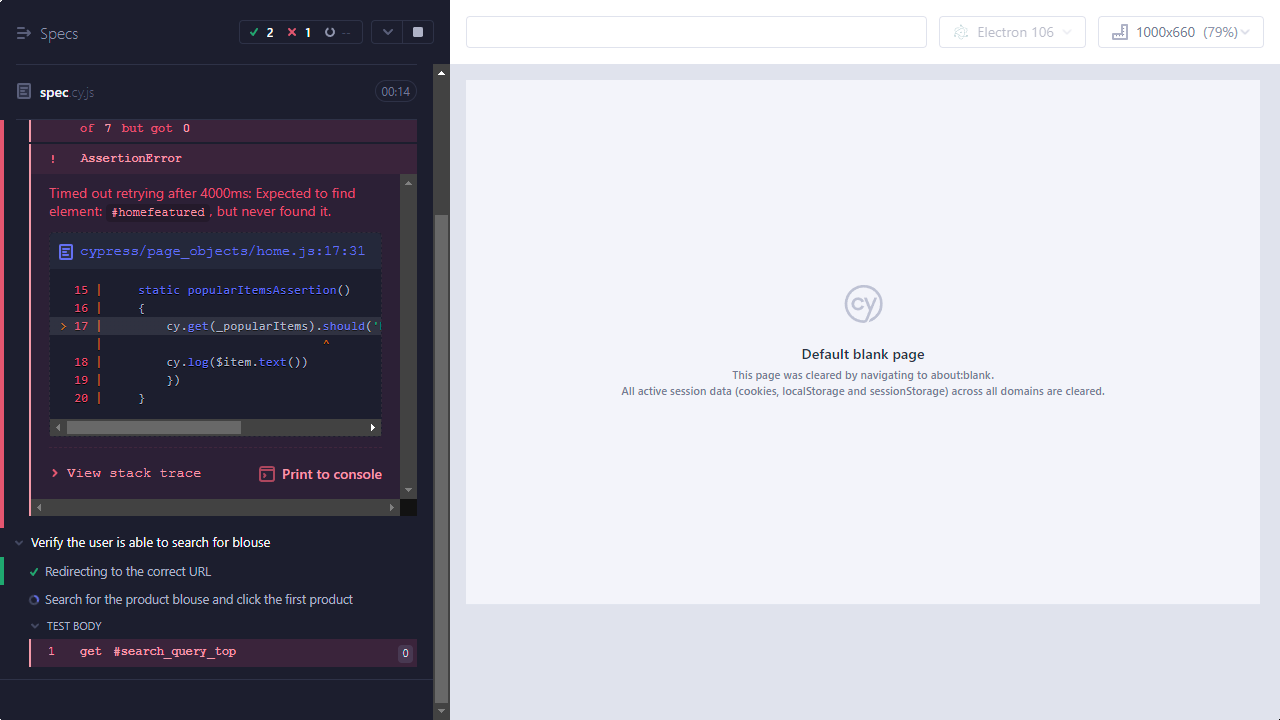 Specs
2 1 --
Electron 106
1000x660 (79%)
spec.cy.js
00:14
of 7 but got 0
! AssertionError
Timed out retrying after 4000ms: Expected to find
element: #homefeatured, but never found it.
cypress/page_objects/home.js:17:31
15 | static popularItemsAssertion()
16 | {
> 17 | cy.get(_popularItems).should('
| ^
18 | cy.log($item.text())
19 | })
20 | }
View stack trace
Print to console
Verify the user is able to search for blouse
Redirecting to the correct URL
Search for the product blouse and click the first product
TEST BODY
1 get #search_query_top 0
cy
Default blank page
This page was cleared by navigating to about:blank.
All active session data (cookies, localStorage and sessionStorage) across all domains are cleared.